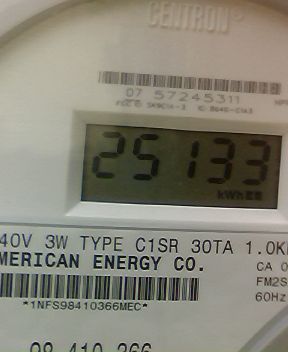 CENTRON®
07 57245311
25133
kWh
40V 3W TYPE C1SR 30TA 1.0K
MERICAN ENERGY CO.
CA 0
FM2S
60Hz
*1NFS98410366MEC*
98 410 366